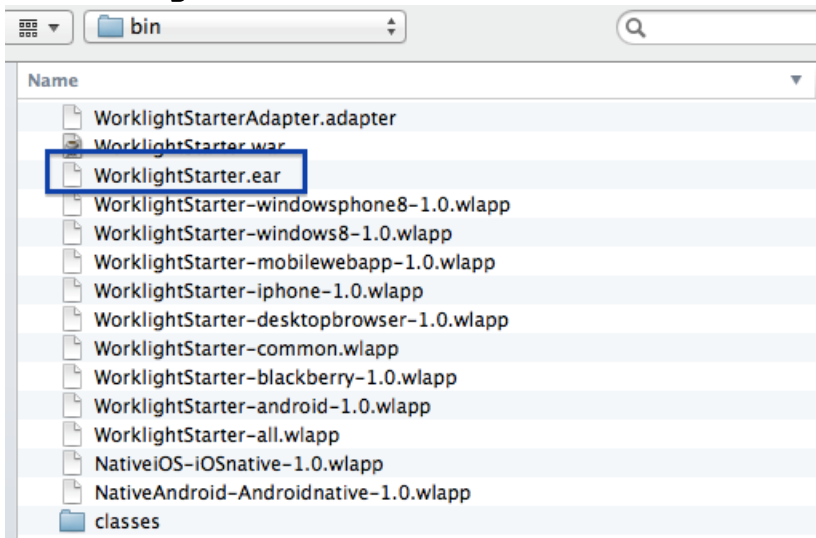 bin
Name
WorklightStarterAdapter.adapter
WorklightStarter.war
WorklightStarter.ear
WorklightStarter-windowsphone8-1.0.wlapp
WorklightStarter-windows8-1.0.wlapp
WorklightStarter-mobilewebapp-1.0.wlapp
WorklightStarter-iphone-1.0.wlapp
WorklightStarter-desktopbrowser-1.0.wlapp
WorklightStarter-common.wlapp
WorklightStarter-blackberry-1.0.wlapp
WorklightStarter-android-1.0.wlapp
WorklightStarter-all.wlapp
NativeiOS-iOSnative-1.0.wlapp
NativeAndroid-Androidnative-1.0.wlapp
classes